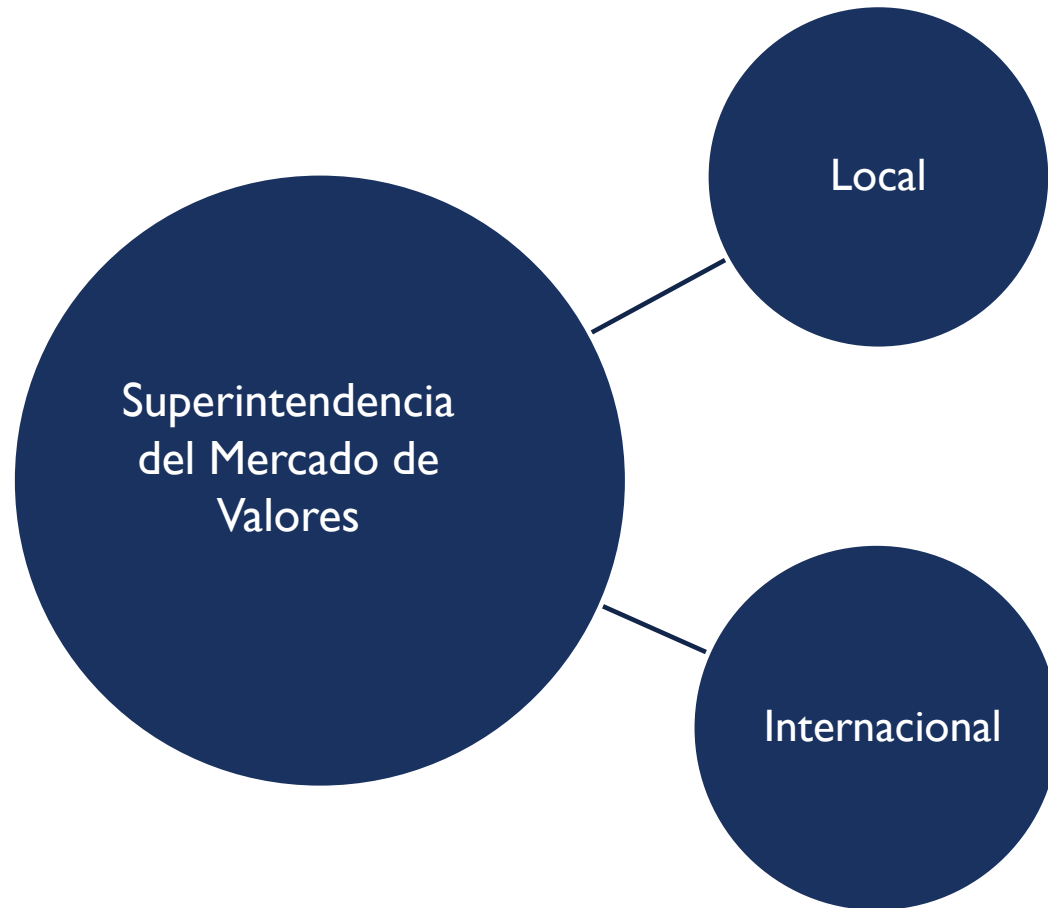 Superintendencia
del Mercado de
Valores
Local
Internacional